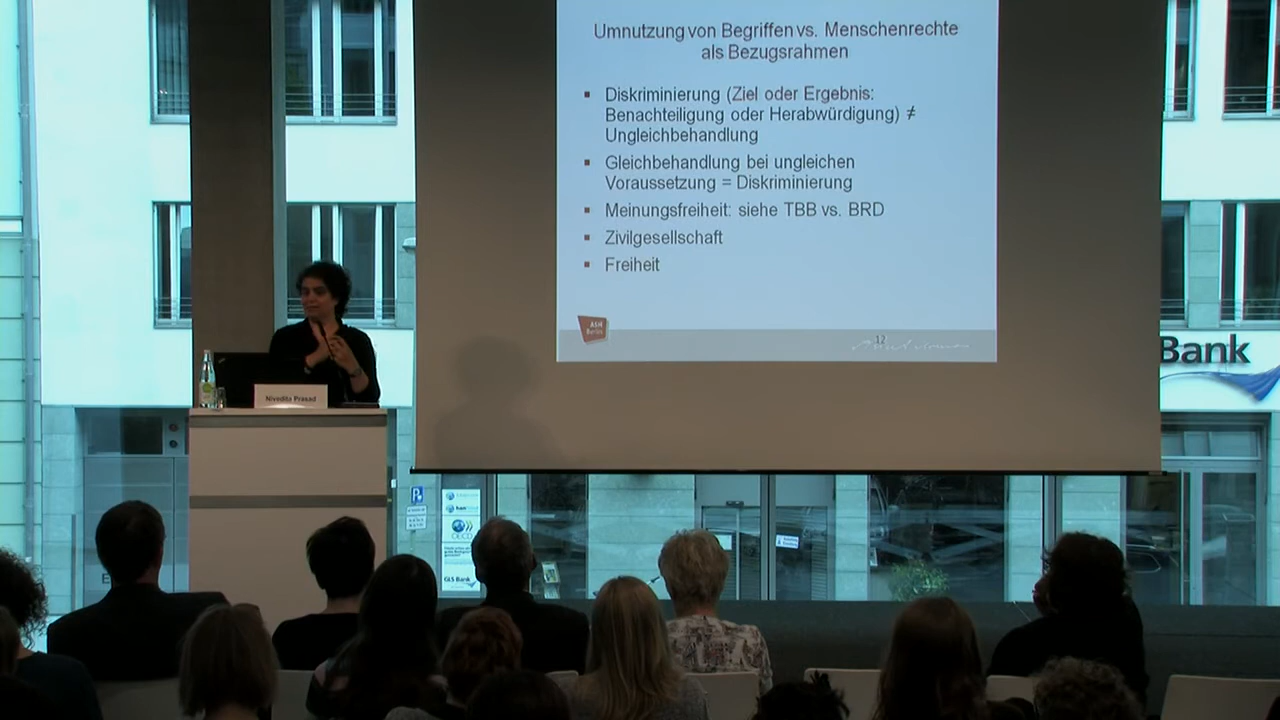 Umnutzung von Begriffen vs. Menschenrechte
als Bezugsrahmen
▪ Diskriminierung (Ziel oder Ergebnis:
Benachteiligung oder Herabwürdigung) ≠
Ungleichbehandlung
▪ Gleichbehandlung bei ungleichen
Voraussetzung = Diskriminierung
▪ Meinungsfreiheit: siehe TBB vs. BRD
▪ Zivilgesellschaft
▪ Freiheit
ASH
Berlin
12
Bank
Nivedita Prasad
P
OECD
GLS Bank